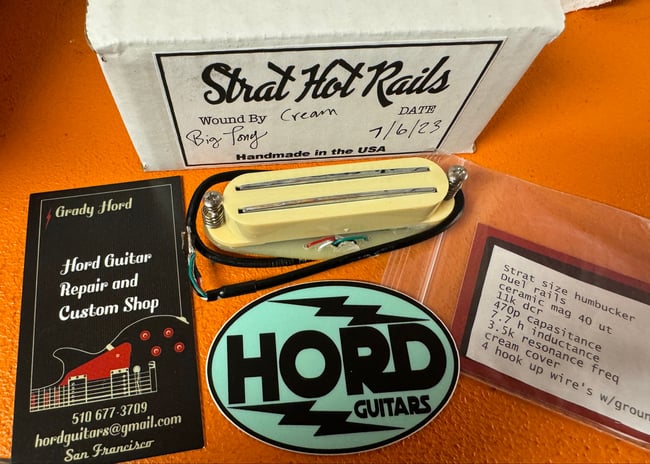 Strat Hot Rails
Wound By Cream DATE
Big Tony 7/6/23
Handmade in the USA
Grady Hord
Hord Guitar
Repair and
Custom Shop
510 677-3709
hordguitars@gmail.com
San Francisco
HORD
GUITARS
Strat size humbucker
Duel rails
ceramic mag 40 ut
11k dcr
470p capasitance
7.7 h inductance
3.5k resonance freq
cream cover
4 hook up wire's w/groun